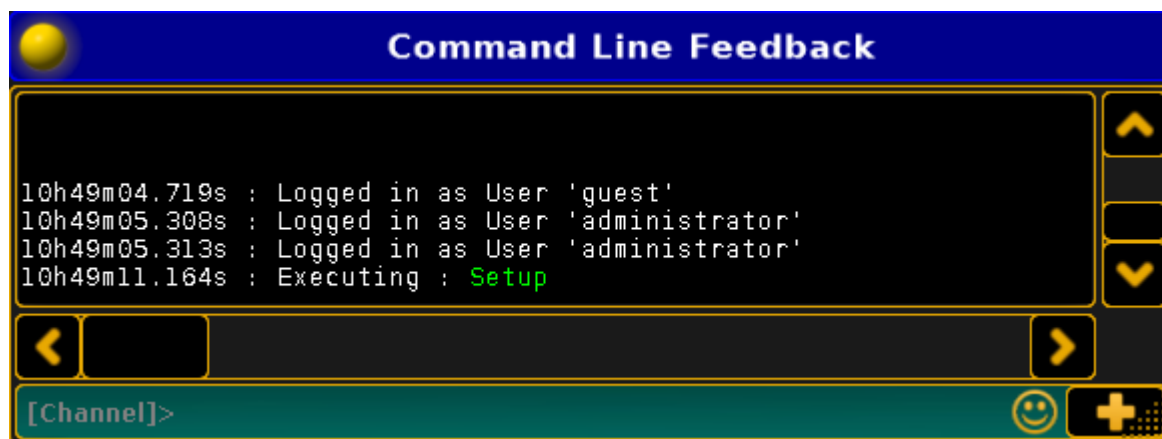 Command Line Feedback
10h49m04.719s : Logged in as User 'guest'
10h49m05.308s : Logged in as User 'administrator'
10h49m05.313s : Logged in as User 'administrator'
10h49m11.164s : Executing : Setup
[Channel]>